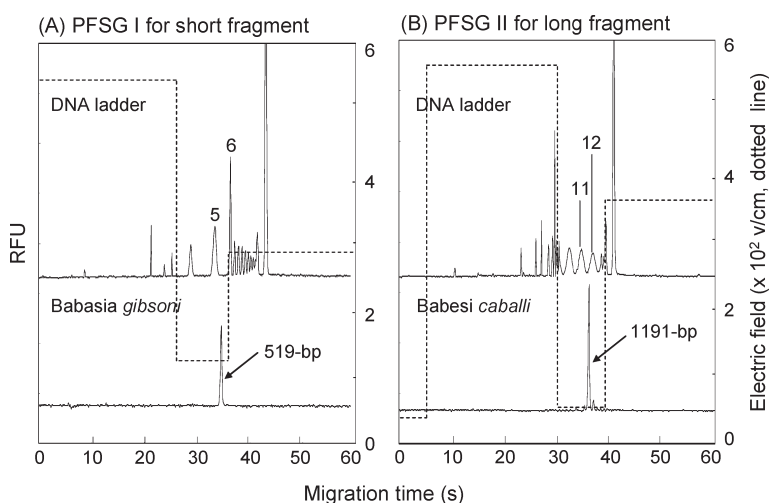 (A) PFSG I for short fragment
(B) PFSG II for long fragment
6
DNA ladder
6
5
4
RFU
Babasia gibsoni
2
519-bp
0
0 10 20 30 40 50 60
6
DNA ladder
12
11
4
Babesi caballi
2
1191-bp
0
0 10 20 30 40 50 60
Electric field (x 10² v/cm, dotted line)
Migration time (s)